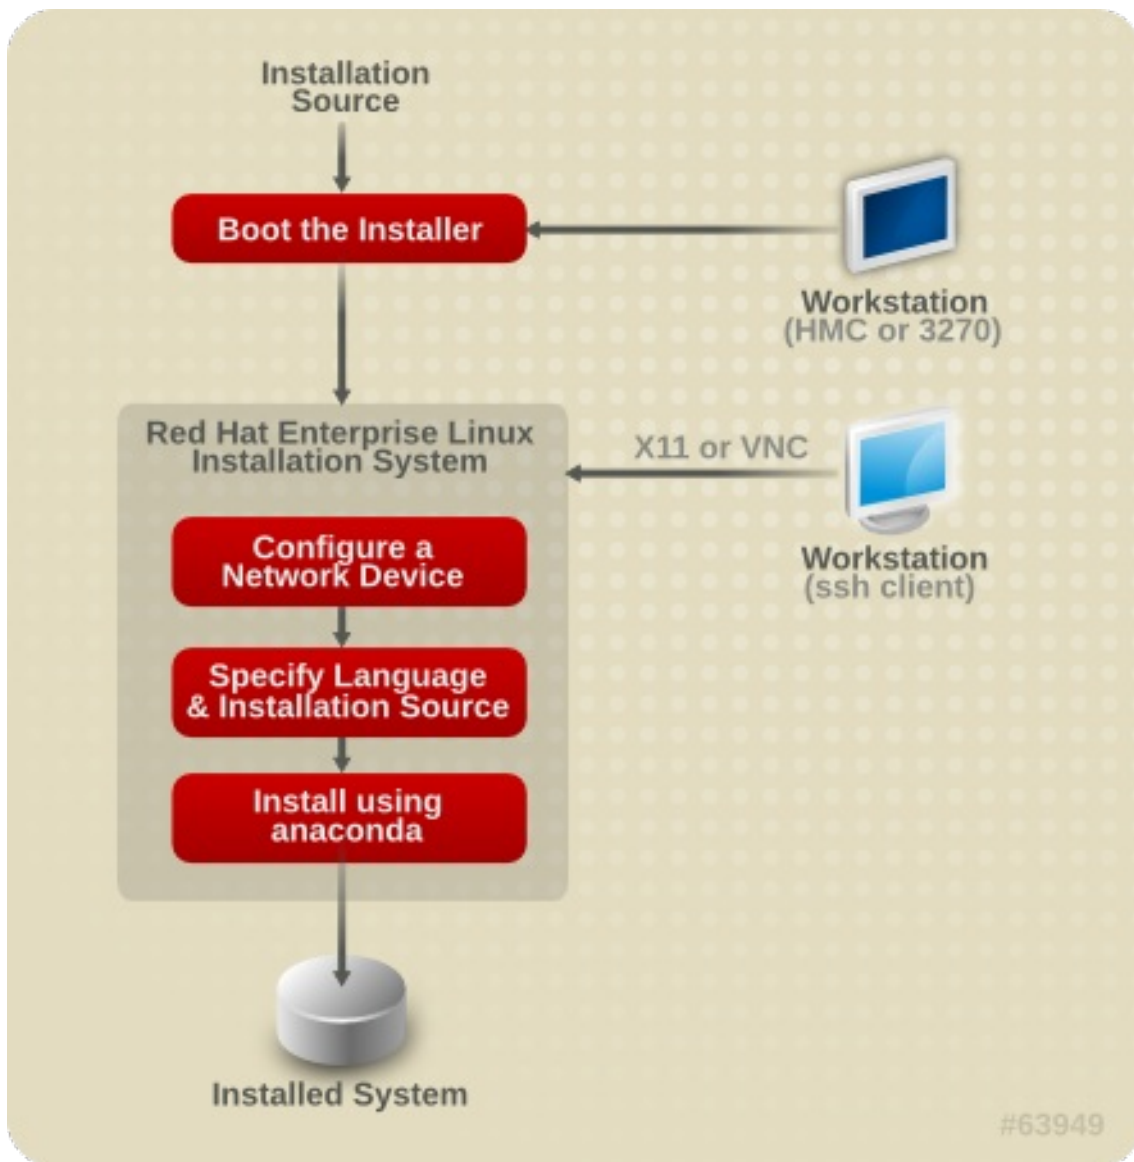 Installation
Source
Boot the Installer
Workstation
(HMC or 3270)
Red Hat Enterprise Linux
Installation System
X11 or VNC
Workstation
(ssh client)
Configure a
Network Device
Specify Language
& Installation Source
Install using
anaconda
Installed System
#63949